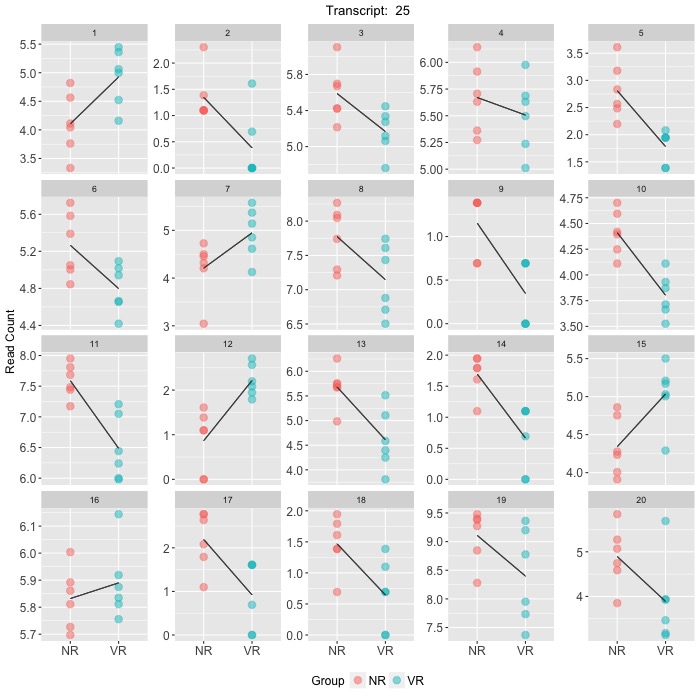 Transcript: 25
1 2 3 4 5
5.5 5.0 4.5 4.0 3.5
2.0 1.5 1.0 0.5 0.0
5.8 5.4 5.0
6.00 5.75 5.50 5.25 5.00
3.5 3.0 2.5 2.0 1.5
6 7 8 9 10
5.6 5.2 4.8 4.4
5 4 3
8.0 7.5 7.0 6.5
1.0 0.5 0.0
4.75 4.50 4.25 4.00 3.75 3.50
Read Count
11 12 13 14 15
8.0 7.5 7.0 6.5 6.0
2 1 0
6.0 5.5 5.0 4.5 4.0
2.0 1.5 1.0 0.5 0.0
5.5 5.0 4.5 4.0
16 17 18 19 20
6.1 6.0 5.9 5.8 5.7
2 1 0
2.0 1.5 1.0 0.5 0.0
9.5 9.0 8.5 8.0 7.5
5 4
NR VR NR VR NR VR NR VR NR VR
Group NR VR